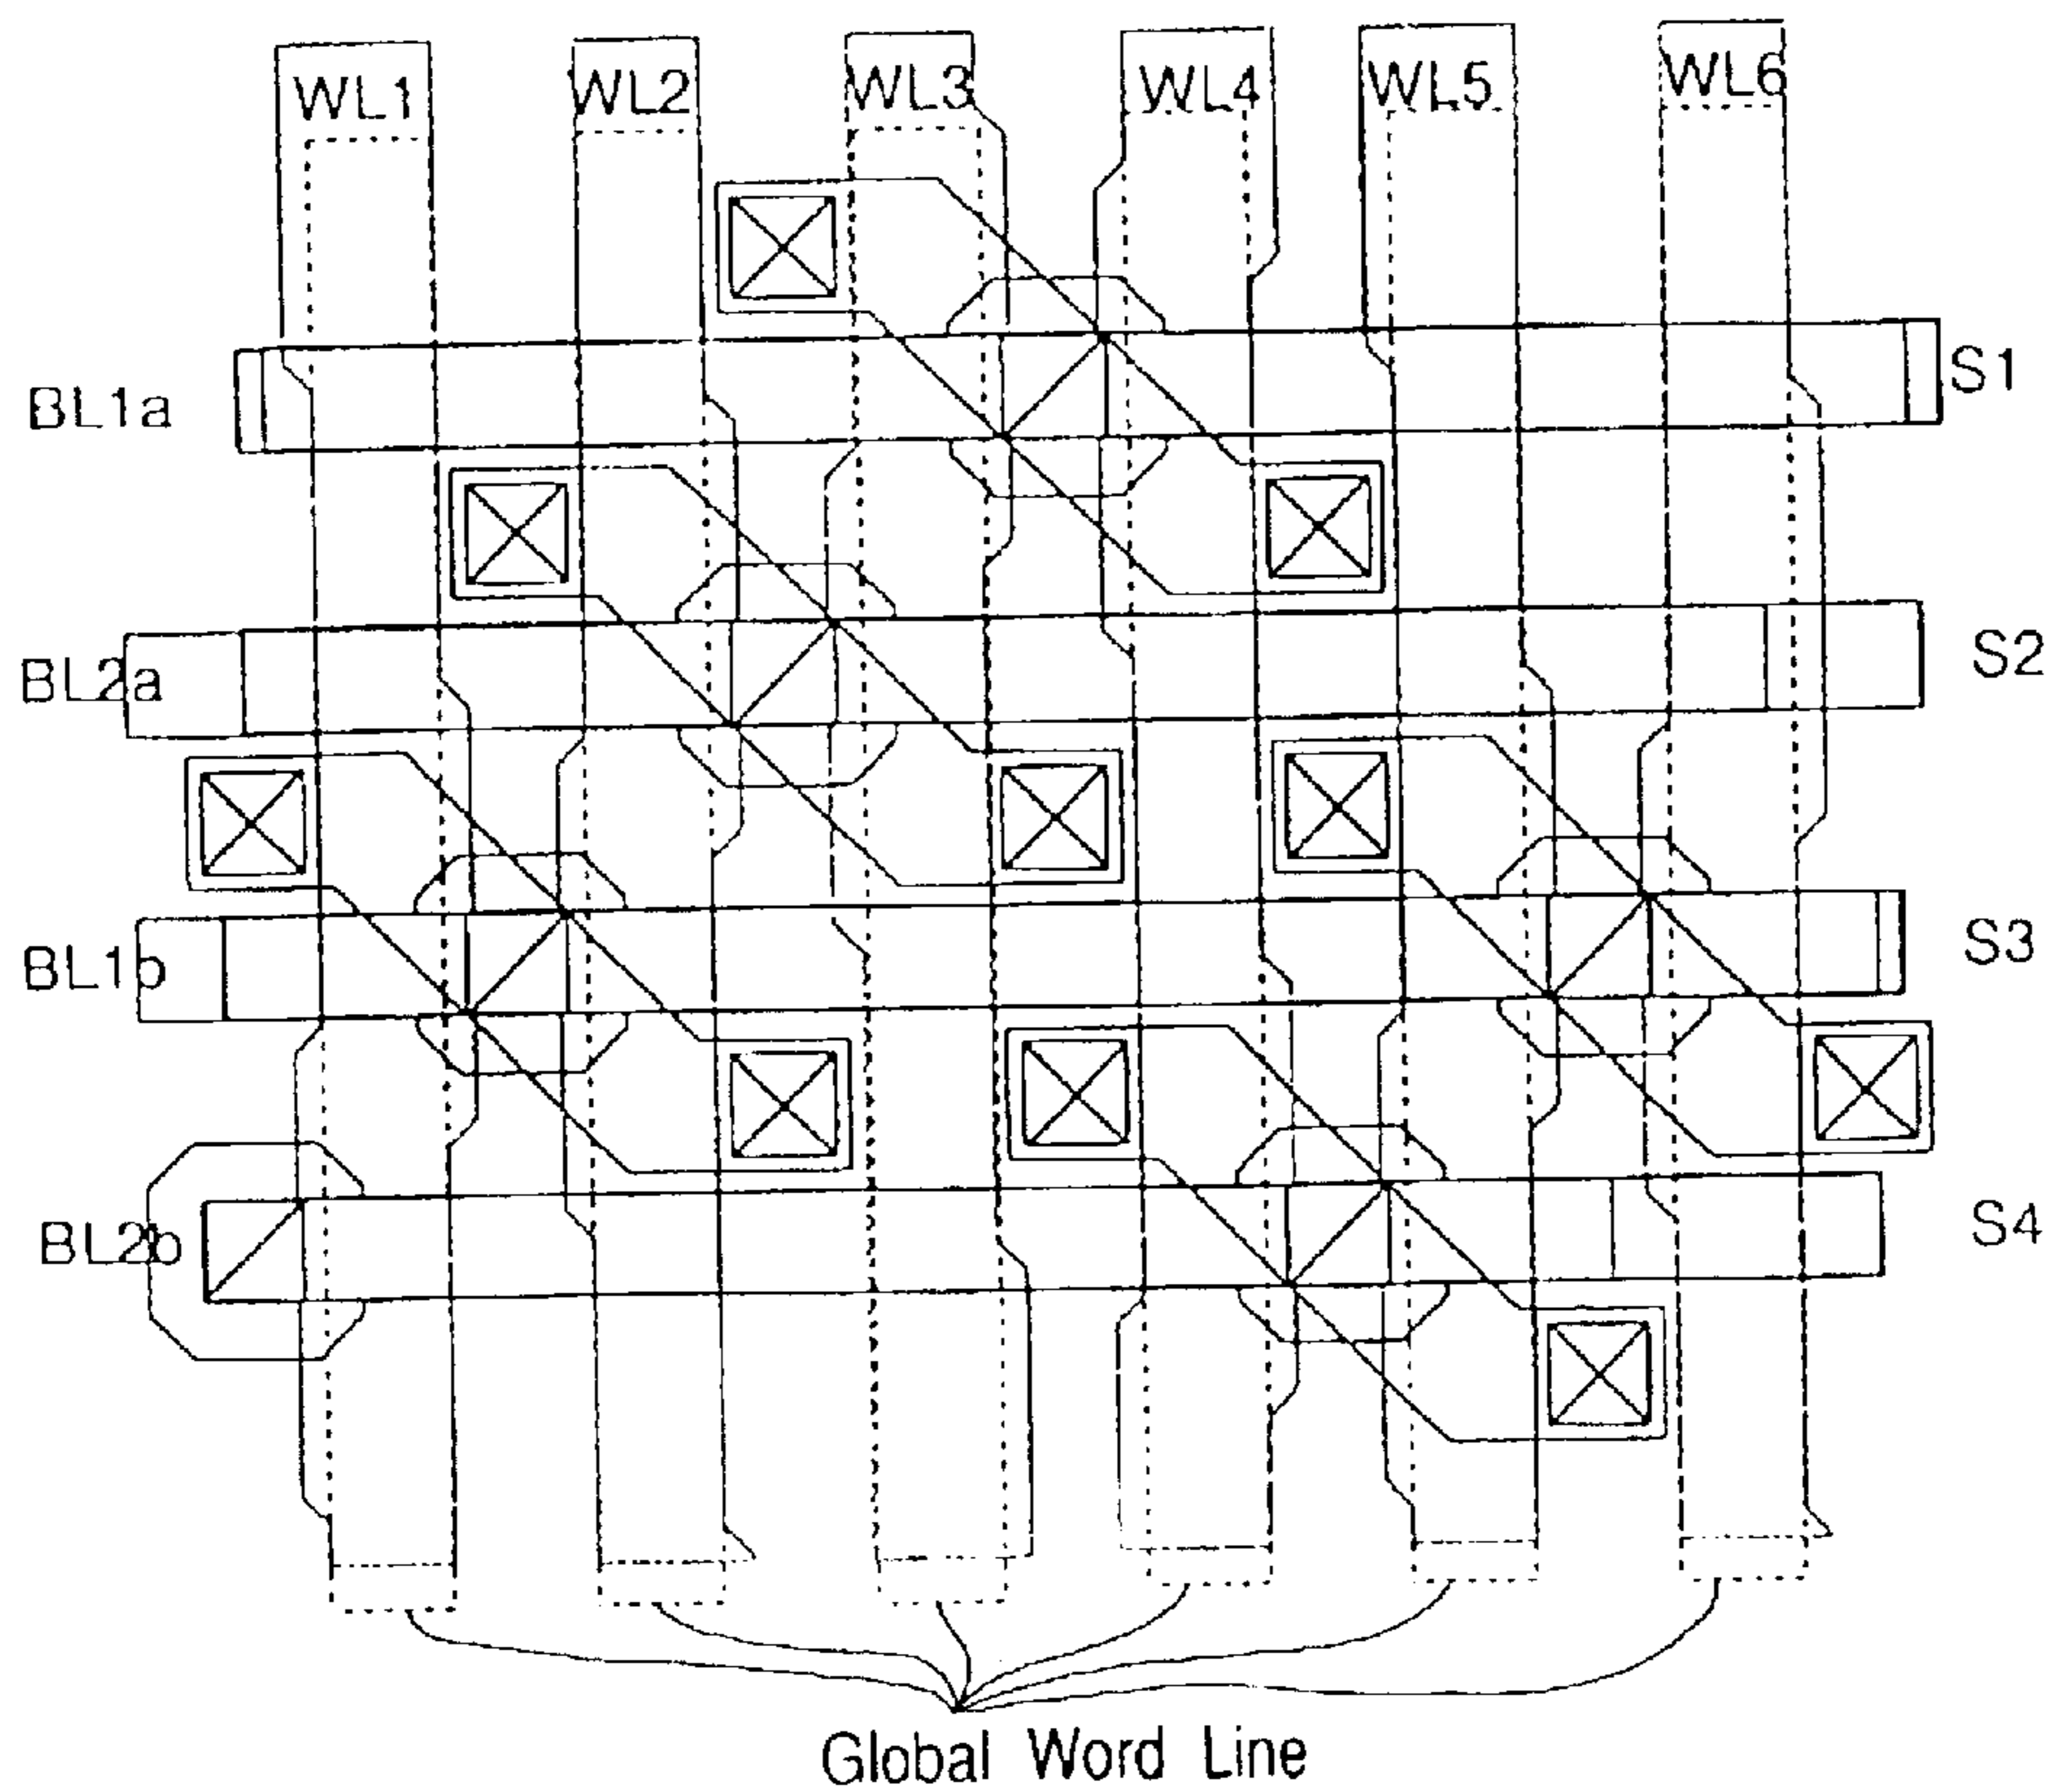 WL1 WL2 WL3 WL4 WL5 WL6
BL1a S1
BL2a S2
BL1b S3
BL2b S4
Global Word Line